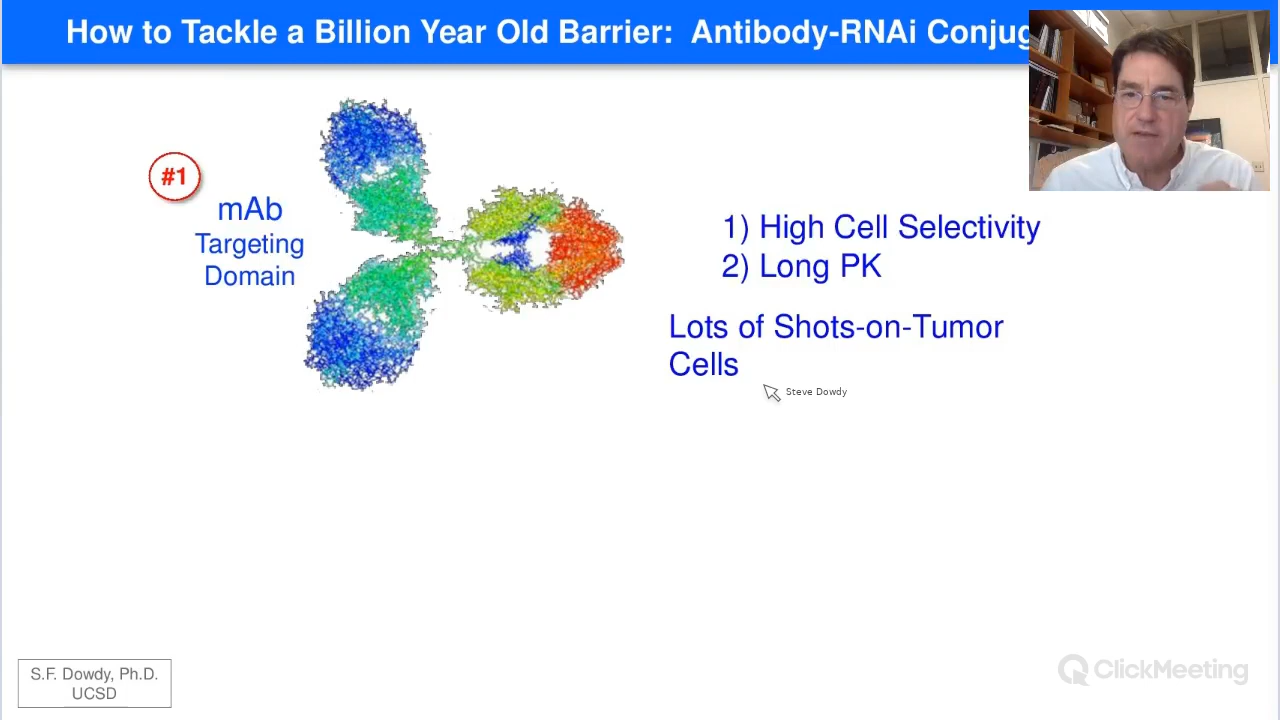 How to Tackle a Billion Year Old Barrier: Antibody-RNAi
#1
mAb
Targeting
Domain
1) High Cell Selectivity
2) Long PK
Lots of Shots-on-Tumor
Cells
Steve Dowdy
S.F. Dowdy, Ph.D.
UCSD
ClickMeeting